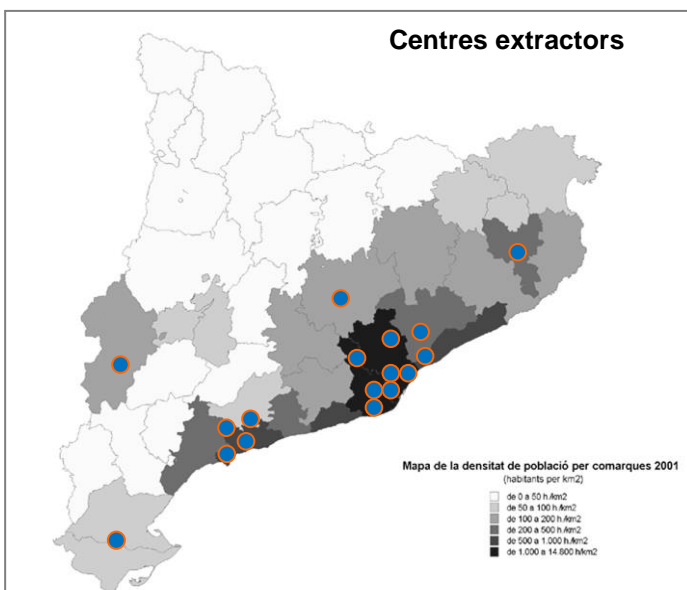 Centres extractors
Mapa de la densitat de població per comarques 2001
(habitants per km2)
de 0 a 50 h./km2
de 50 a 100 h./km2
de 100 a 200 h./km2
de 200 a 500 h./km2
de 500 a 1.000 h./km2
de 1.000 a 14.800 h/km2